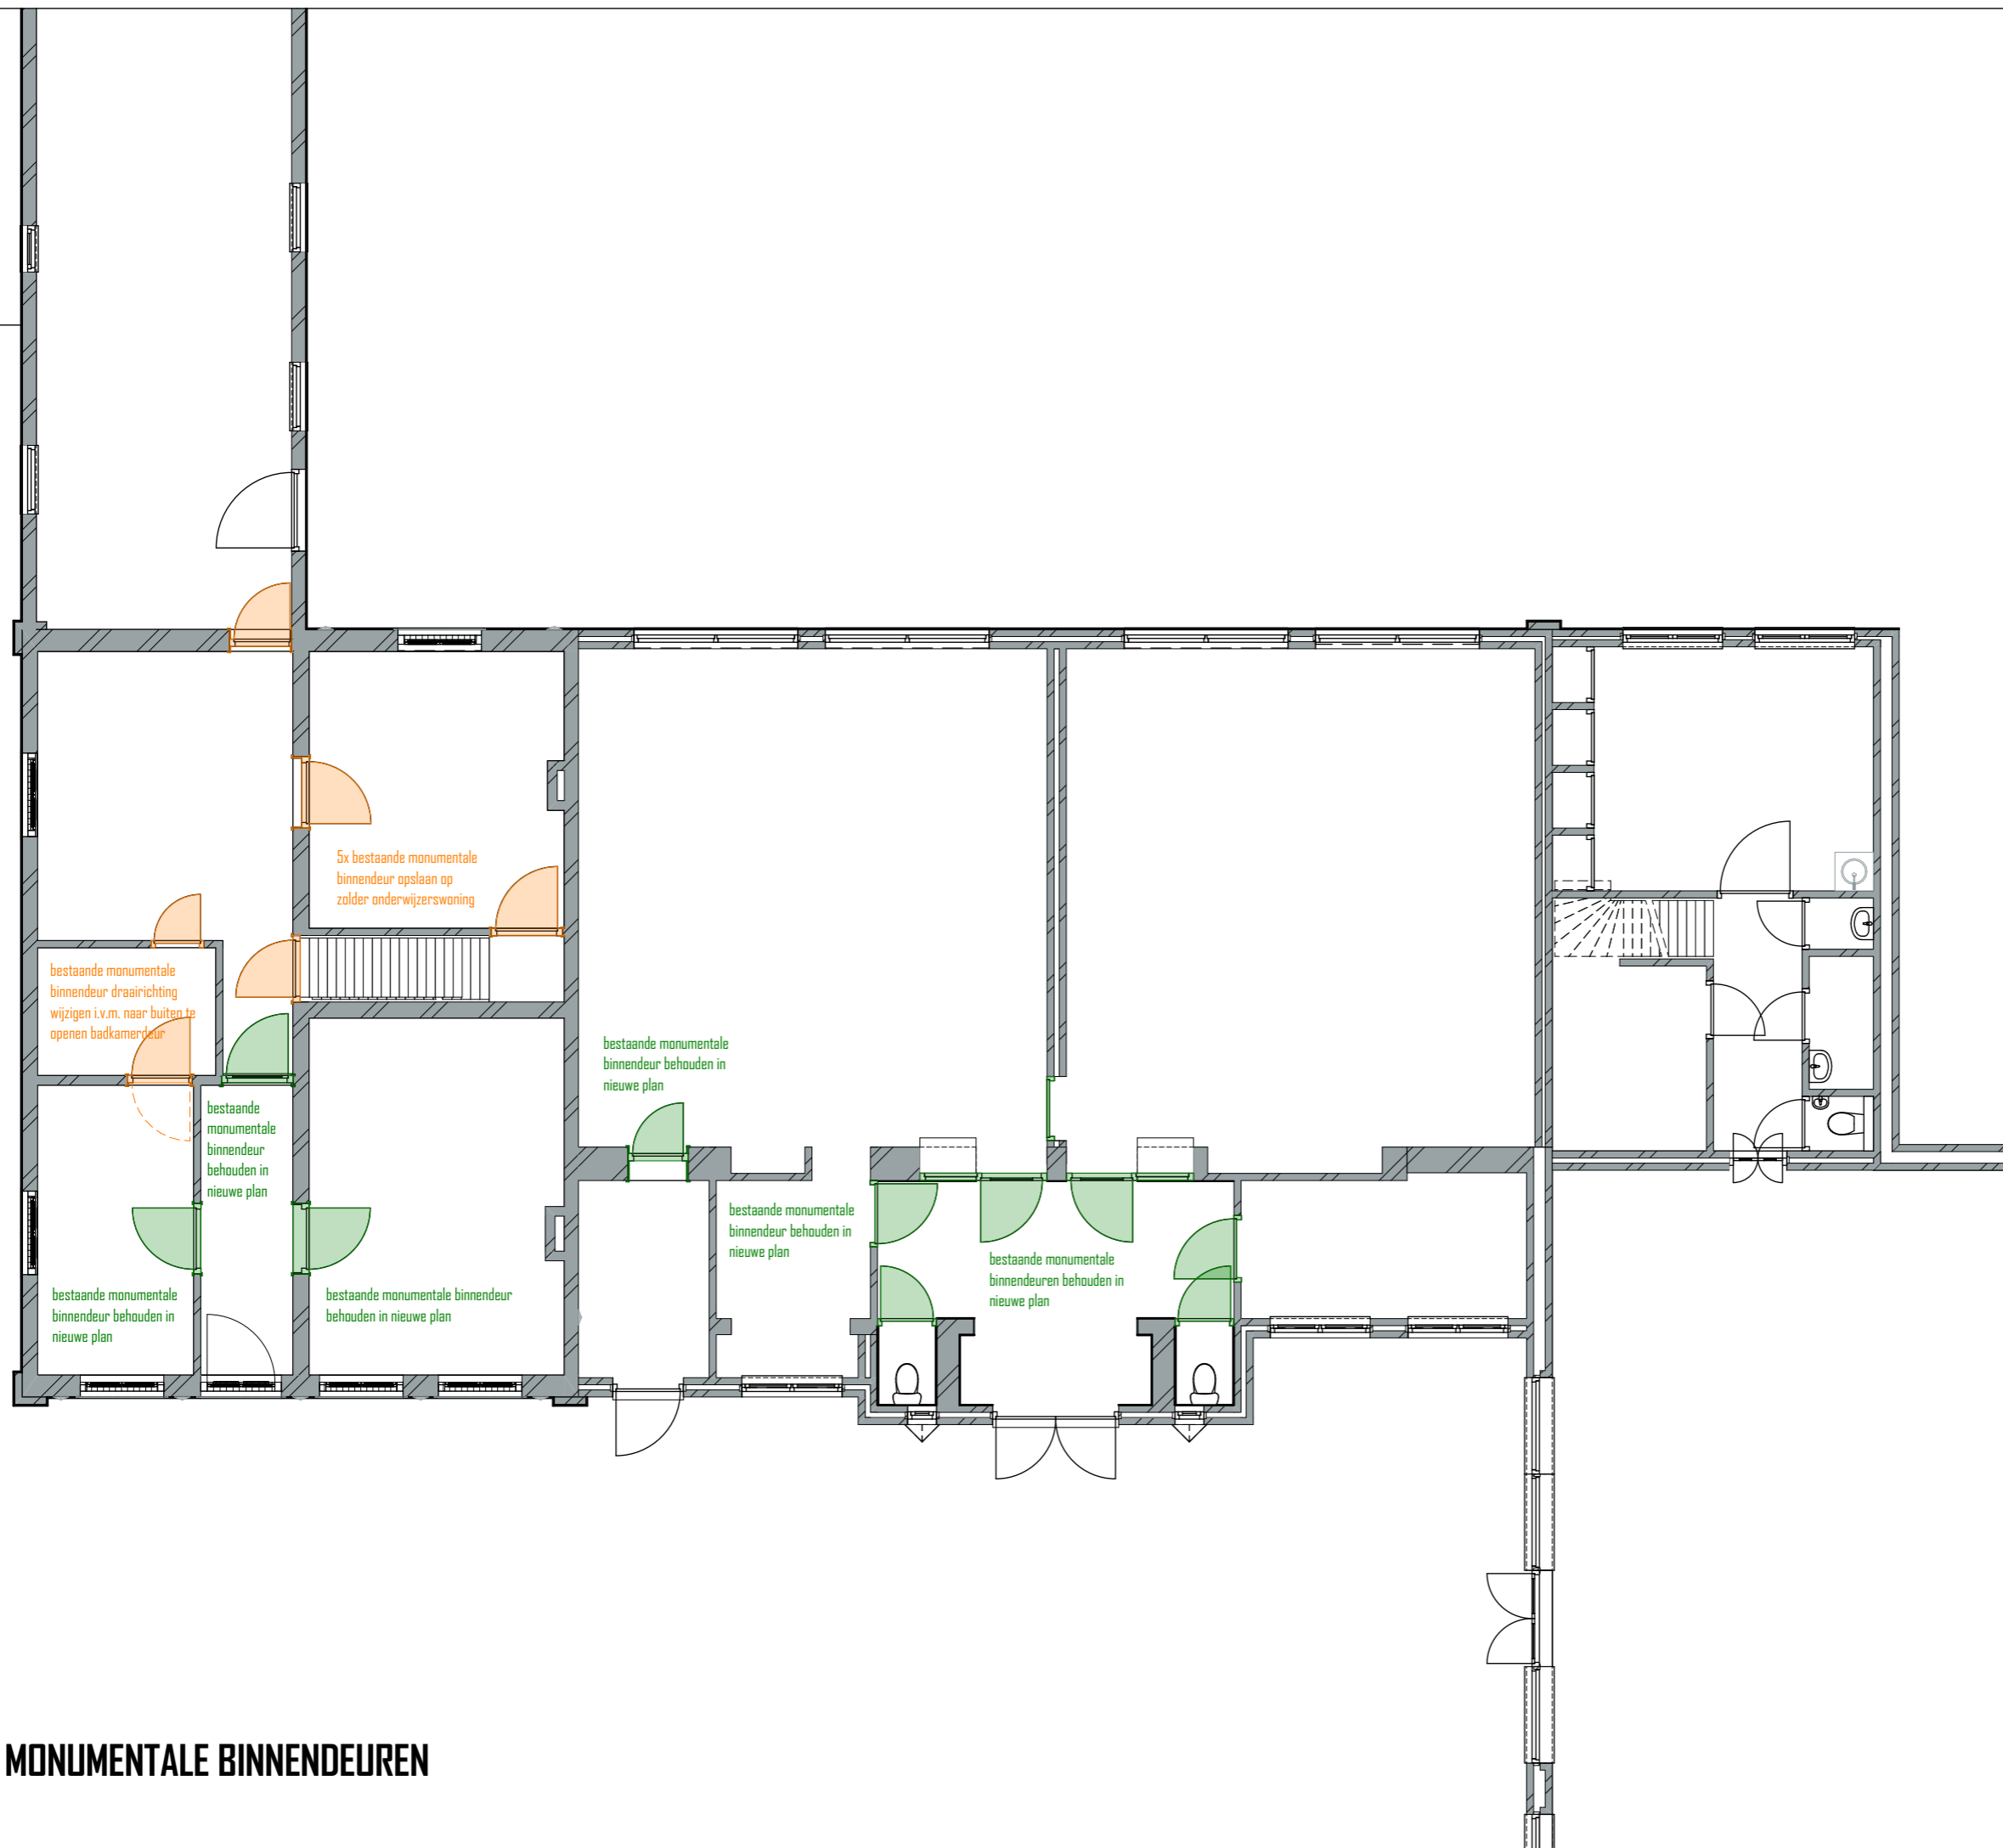 5x bestaande monumentale
binnendeur opslaan op
zolder onderwijzerswoning
bestaande monumentale
binnendeur draairichting
wijzigen i.v.m. naar buiten te
openen badkamerdeur
bestaande monumentale
binnendeur behouden in
nieuwe plan
bestaande
monumentale
binnendeur
behouden in
nieuwe plan
bestaande monumentale
binnendeur behouden in
nieuwe plan
bestaande monumentale
binnendeuren behouden in
nieuwe plan
bestaande monumentale
binnendeur behouden in
nieuwe plan
bestaande monumentale binnendeur
behouden in nieuwe plan
MONUMENTALE BINNENDEUREN